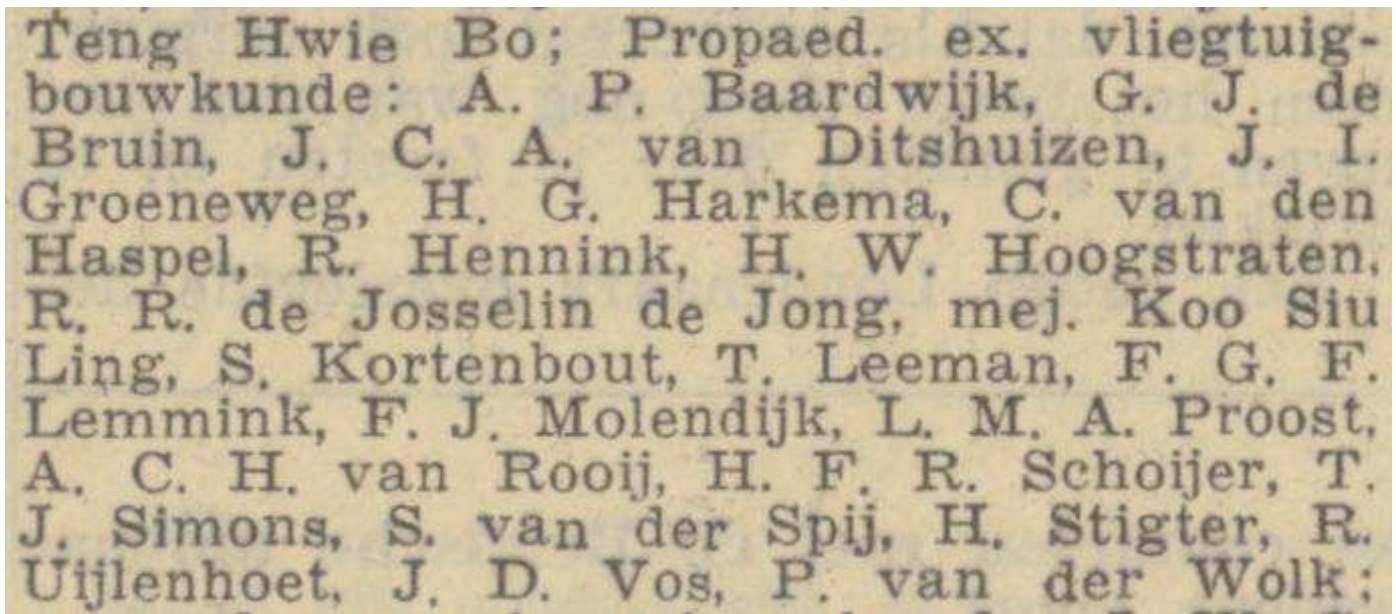 Teng Hwie Bo; Propaed. ex. vliegtuig-
bouwkunde: A. P. Baardwijk, G. J. de
Bruin, J. C. A. van Ditshuizen, J. I.
Groeneweg, H. G. Harkema, C. van den
Haspel, R. Hennink, H. W. Hoogstraten,
R. R. de Josselin de Jong, mej. Koo Siu
Ling, S. Kortenbout, T. Leeman, F. G. F.
Lemmink, F. J. Molendijk, L. M. A. Proost,
A. C. H. van Rooij, H. F. R. Schoijer, T.
J. Simons, S. van der Spij, H. Stigter, R.
Uijlenhoet, J. D. Vos, P. van der Wolk;